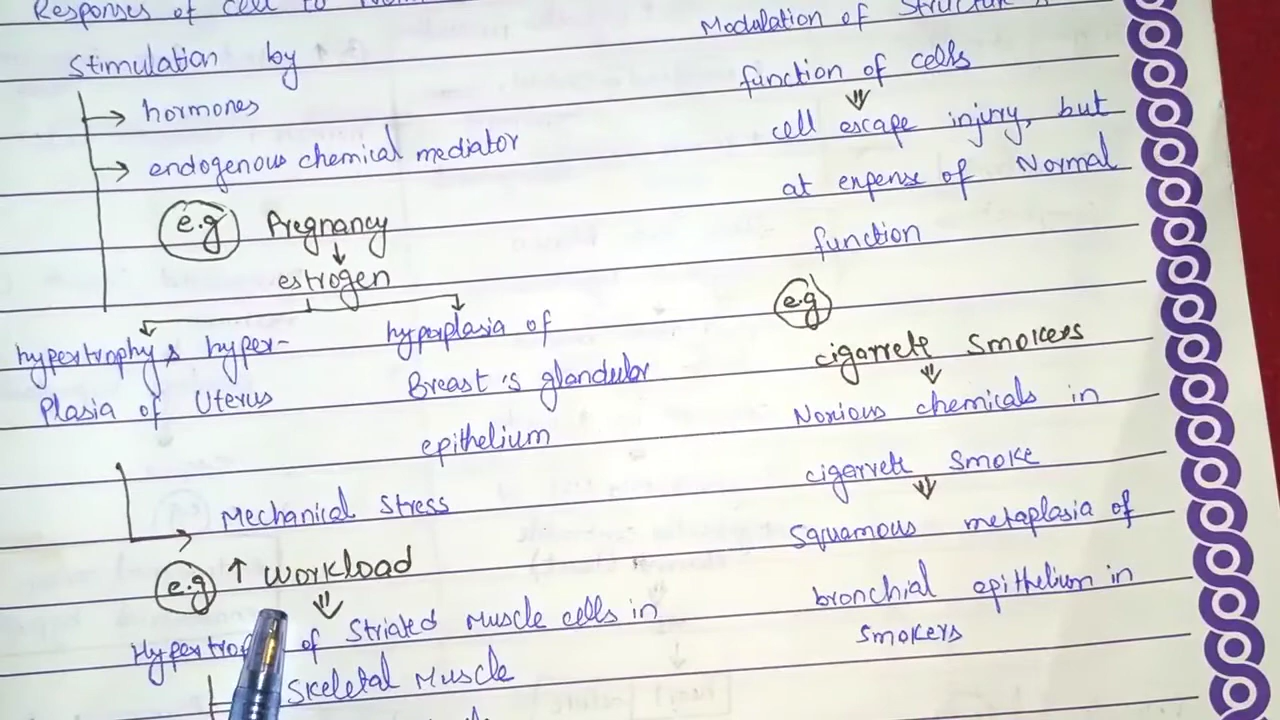 Responses of Cell to
Stimulation by
→ hormones
→ endogenous chemical mediator
e.g Pregnancy
↓
estrogen
hypertrophy & hyper-
plasia of Uterus
hyperplasia of
Breast's glandular
epithelium
Mechanical stress
e.g ↑ workload
⇓
of Striated Muscle cells in
Skeletal Muscle
Modulation of
function of cells
⇓
cell escape injury, but
at expense of Normal
function
e.g
cigarrete Smokers
⇓
Noxious chemicals in
cigarrete Smoke
⇓
Squamous metaplasia of
bronchial epithelium in
Smokers